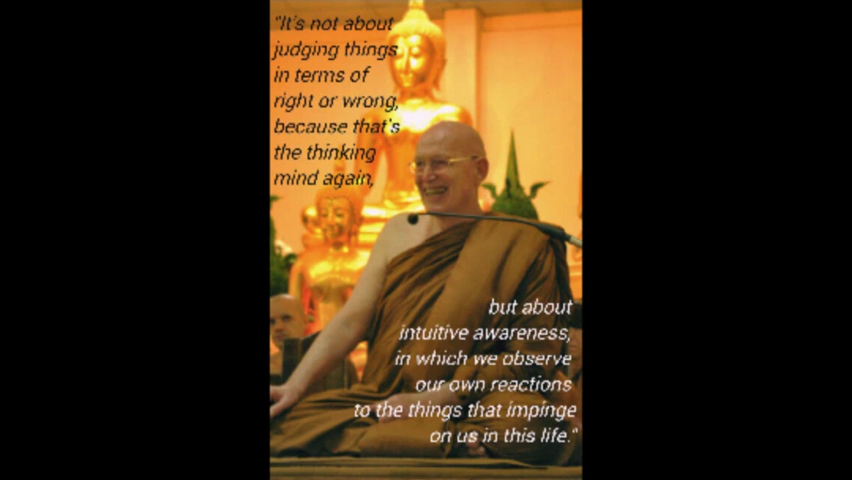 "It's not about
judging things
in terms of
right or wrong,
because that's
the thinking
mind again,
but about
intuitive awareness,
in which we observe
our own reactions
to the things that impinge
on us in this life."